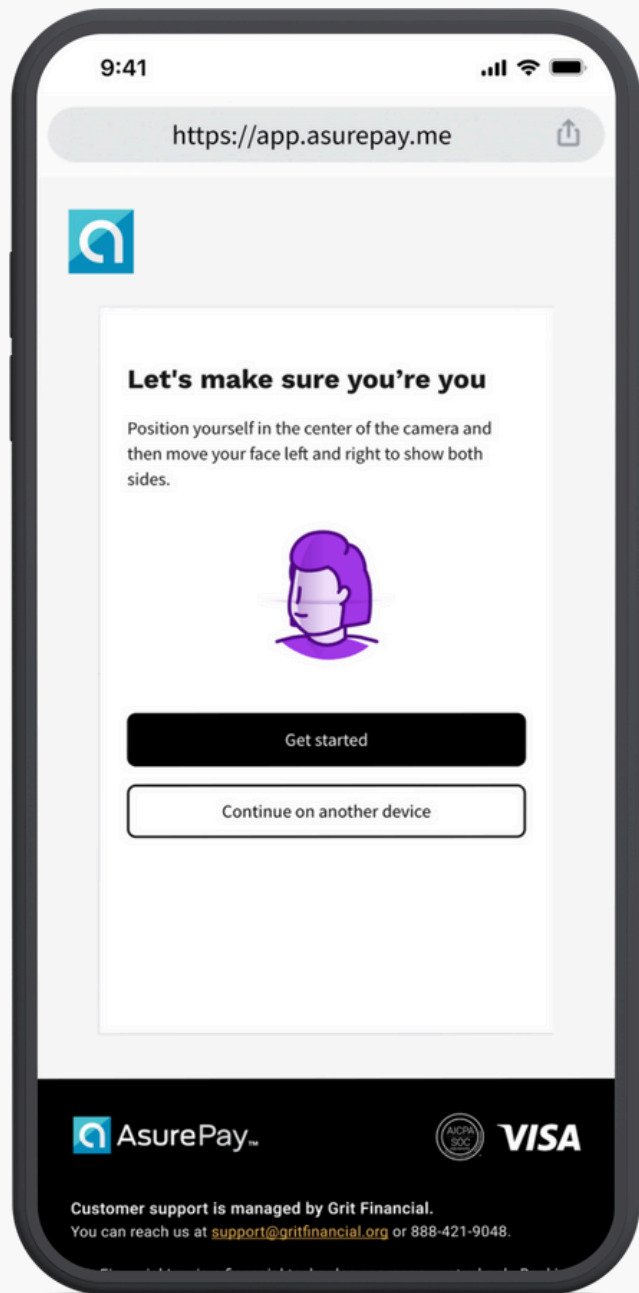 9:41
https://app.asurepay.me
Let's make sure you’re you
Position yourself in the center of the camera and
then move your face left and right to show both
sides.
Get started
Continue on another device
AsurePay™
AICPA
SOC
VISA
Customer support is managed by Grit Financial.
You can reach us at support@gritfinancial.org or 888-421-9048.